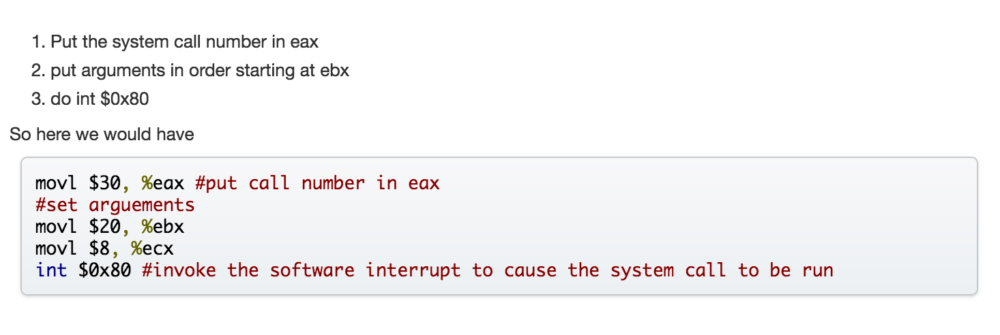 1. Put the system call number in eax
2. put arguments in order starting at ebx
3. do int $0x80
So here we would have
movl $30, %eax #put call number in eax
#set arguements
movl $20, %ebx
movl $8, %ecx
int $0x80 #invoke the software interrupt to cause the system call to be run